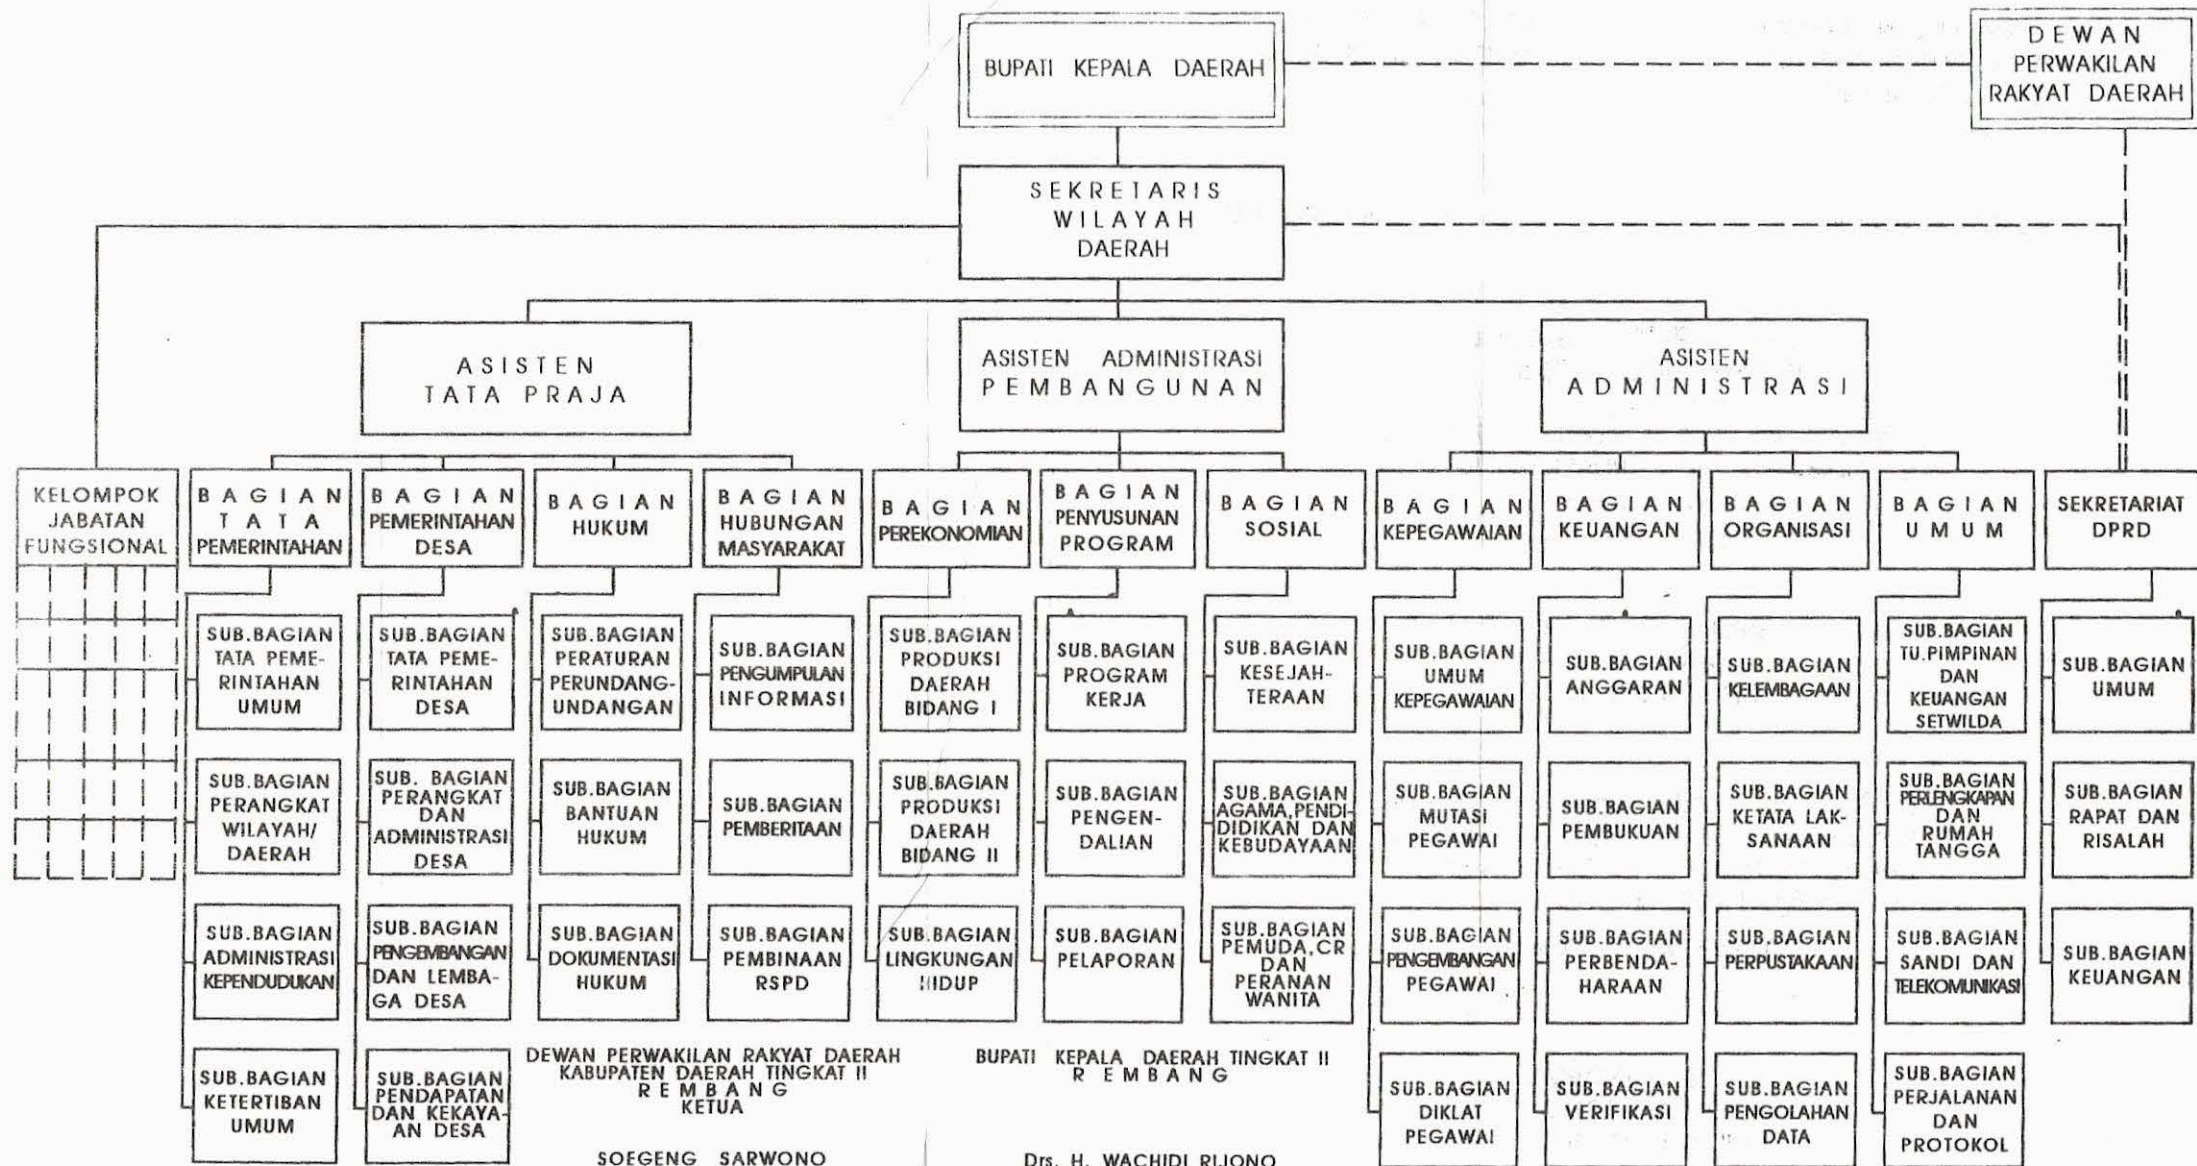 BUPATI KEPALA DAERAH
DEWAN
PERWAKILAN
RAKYAT DAERAH
SEKRETARIS
WILAYAH
DAERAH
ASISTEN
TATA PRAJA
ASISTEN ADMINISTRASI
PEMBANGUNAN
ASISTEN
ADMINISTRASI
KELOMPOK
JABATAN
FUNGSIONAL
BAGIAN
TATA
PEMERINTAHAN
BAGIAN
PEMERINTAHAN
DESA
BAGIAN
HUKUM
BAGIAN
HUBUNGAN
MASYARAKAT
BAGIAN
PEREKONOMIAN
BAGIAN
PENYUSUNAN
PROGRAM
BAGIAN
SOSIAL
BAGIAN
KEPEGAWAIAN
BAGIAN
KEUANGAN
BAGIAN
ORGANISASI
BAGIAN
UMUM
SEKRETARIAT
DPRD
SUB.BAGIAN
TATA PEME-
RINTAHAN
UMUM
SUB.BAGIAN
TATA PEME-
RINTAHAN
DESA
SUB.BAGIAN
PERATURAN
PERUNDANG-
UNDANGAN
SUB.BAGIAN
PENGUMPULAN
INFORMASI
SUB.BAGIAN
PRODUKSI
DAERAH
BIDANG I
SUB.BAGIAN
PROGRAM
KERJA
SUB.BAGIAN
KESEJAH-
TERAAN
SUB.BAGIAN
UMUM
KEPEGAWAIAN
SUB.BAGIAN
ANGGARAN
SUB.BAGIAN
KELEMBAGAAN
SUB.BAGIAN
TU.PIMPINAN
DAN
KEUANGAN
SETWILDA
SUB.BAGIAN
UMUM
SUB.BAGIAN
PERANGKAT
WILAYAH/
DAERAH
SUB. BAGIAN
PERANGKAT
DAN
ADMINISTRASI
DESA
SUB.BAGIAN
BANTUAN
HUKUM
SUB.BAGIAN
PEMBERITAAN
SUB.BAGIAN
PRODUKSI
DAERAH
BIDANG II
SUB.BAGIAN
PENGEN-
DALIAN
SUB.BAGIAN
AGAMA,PENDI-
DIDIKAN DAN
KEBUDAYAAN
SUB.BAGIAN
MUTASI
PEGAWAI
SUB.BAGIAN
PEMBUKUAN
SUB.BAGIAN
KETATA LAK-
SANAAN
SUB.BAGIAN
PERLENGKAPAN
DAN
RUMAH
TANGGA
SUB.BAGIAN
RAPAT DAN
RISALAH
SUB.BAGIAN
ADMINISTRASI
KEPENDUDUKAN
SUB.BAGIAN
PENGEMBANGAN
DAN LEMBA-
GA DESA
SUB.BAGIAN
DOKUMENTASI
HUKUM
SUB.BAGIAN
PEMBINAAN
RSPD
SUB.BAGIAN
LINGKUNGAN
HIDUP
SUB.BAGIAN
PELAPORAN
SUB.BAGIAN
PEMUDA,CR
DAN
PERANAN
WANITA
SUB.BAGIAN
PENGEMBANGAN
PEGAWAI
SUB.BAGIAN
PERBENDA-
HARAAN
SUB.BAGIAN
PERPUSTAKAAN
SUB.BAGIAN
SANDI DAN
TELEKOMUNIKASI
SUB.BAGIAN
KEUANGAN
SUB.BAGIAN
KETERTIBAN
UMUM
SUB.BAGIAN
PENDAPATAN
DAN KEKAYA-
AN DESA
DEWAN PERWAKILAN RAKYAT DAERAH
KABUPATEN DAERAH TINGKAT II
REMBANG
KETUA
SOEGENG SARWONO
BUPATI KEPALA DAERAH TINGKAT II
REMBANG
Drs. H. WACHIDI RIJONO
SUB.BAGIAN
DIKLAT
PEGAWAI
SUB.BAGIAN
VERIFIKASI
SUB.BAGIAN
PENGOLAHAN
DATA
SUB.BAGIAN
PERJALANAN
DAN
PROTOKOL